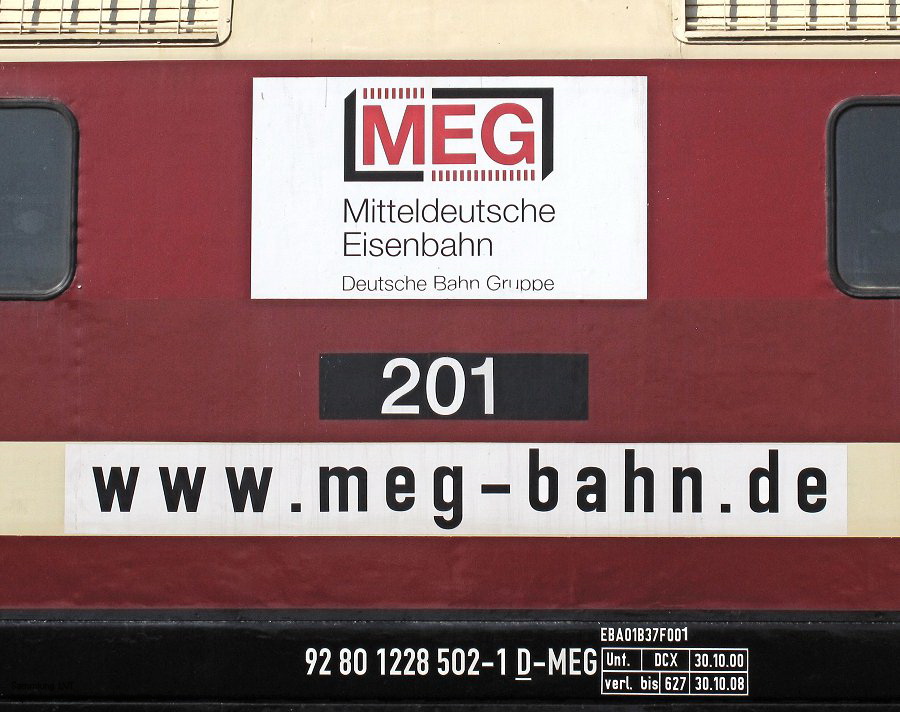 MEG
Mitteldeutsche
Eisenbahn
Deutsche Bahn Gruppe
201
www.meg-bahn.de
EBA01B37F001
92 80 1228 502-1 D-MEG
Unt. DCX 30.10.00
verl. bis 627 30.10.08